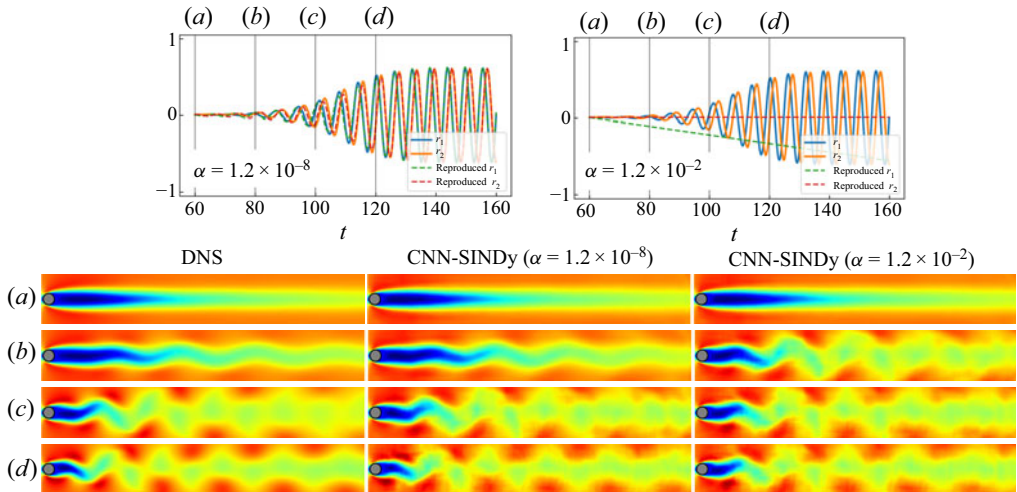 (a) (b) (c) (d) (a) (b) (c) (d)
1 1
0 0
r₁ r₁
r₂ r₂
α = 1.2 × 10⁻⁸ Reproduced r₁ α = 1.2 × 10⁻² Reproduced r₁
Reproduced r₂ Reproduced r₂
−1 −1
60 80 100 120 140 160 60 80 100 120 140 160
t t
DNS CNN-SINDy (α = 1.2 × 10⁻⁸) CNN-SINDy (α = 1.2 × 10⁻²)
(a)
(b)
(c)
(d)